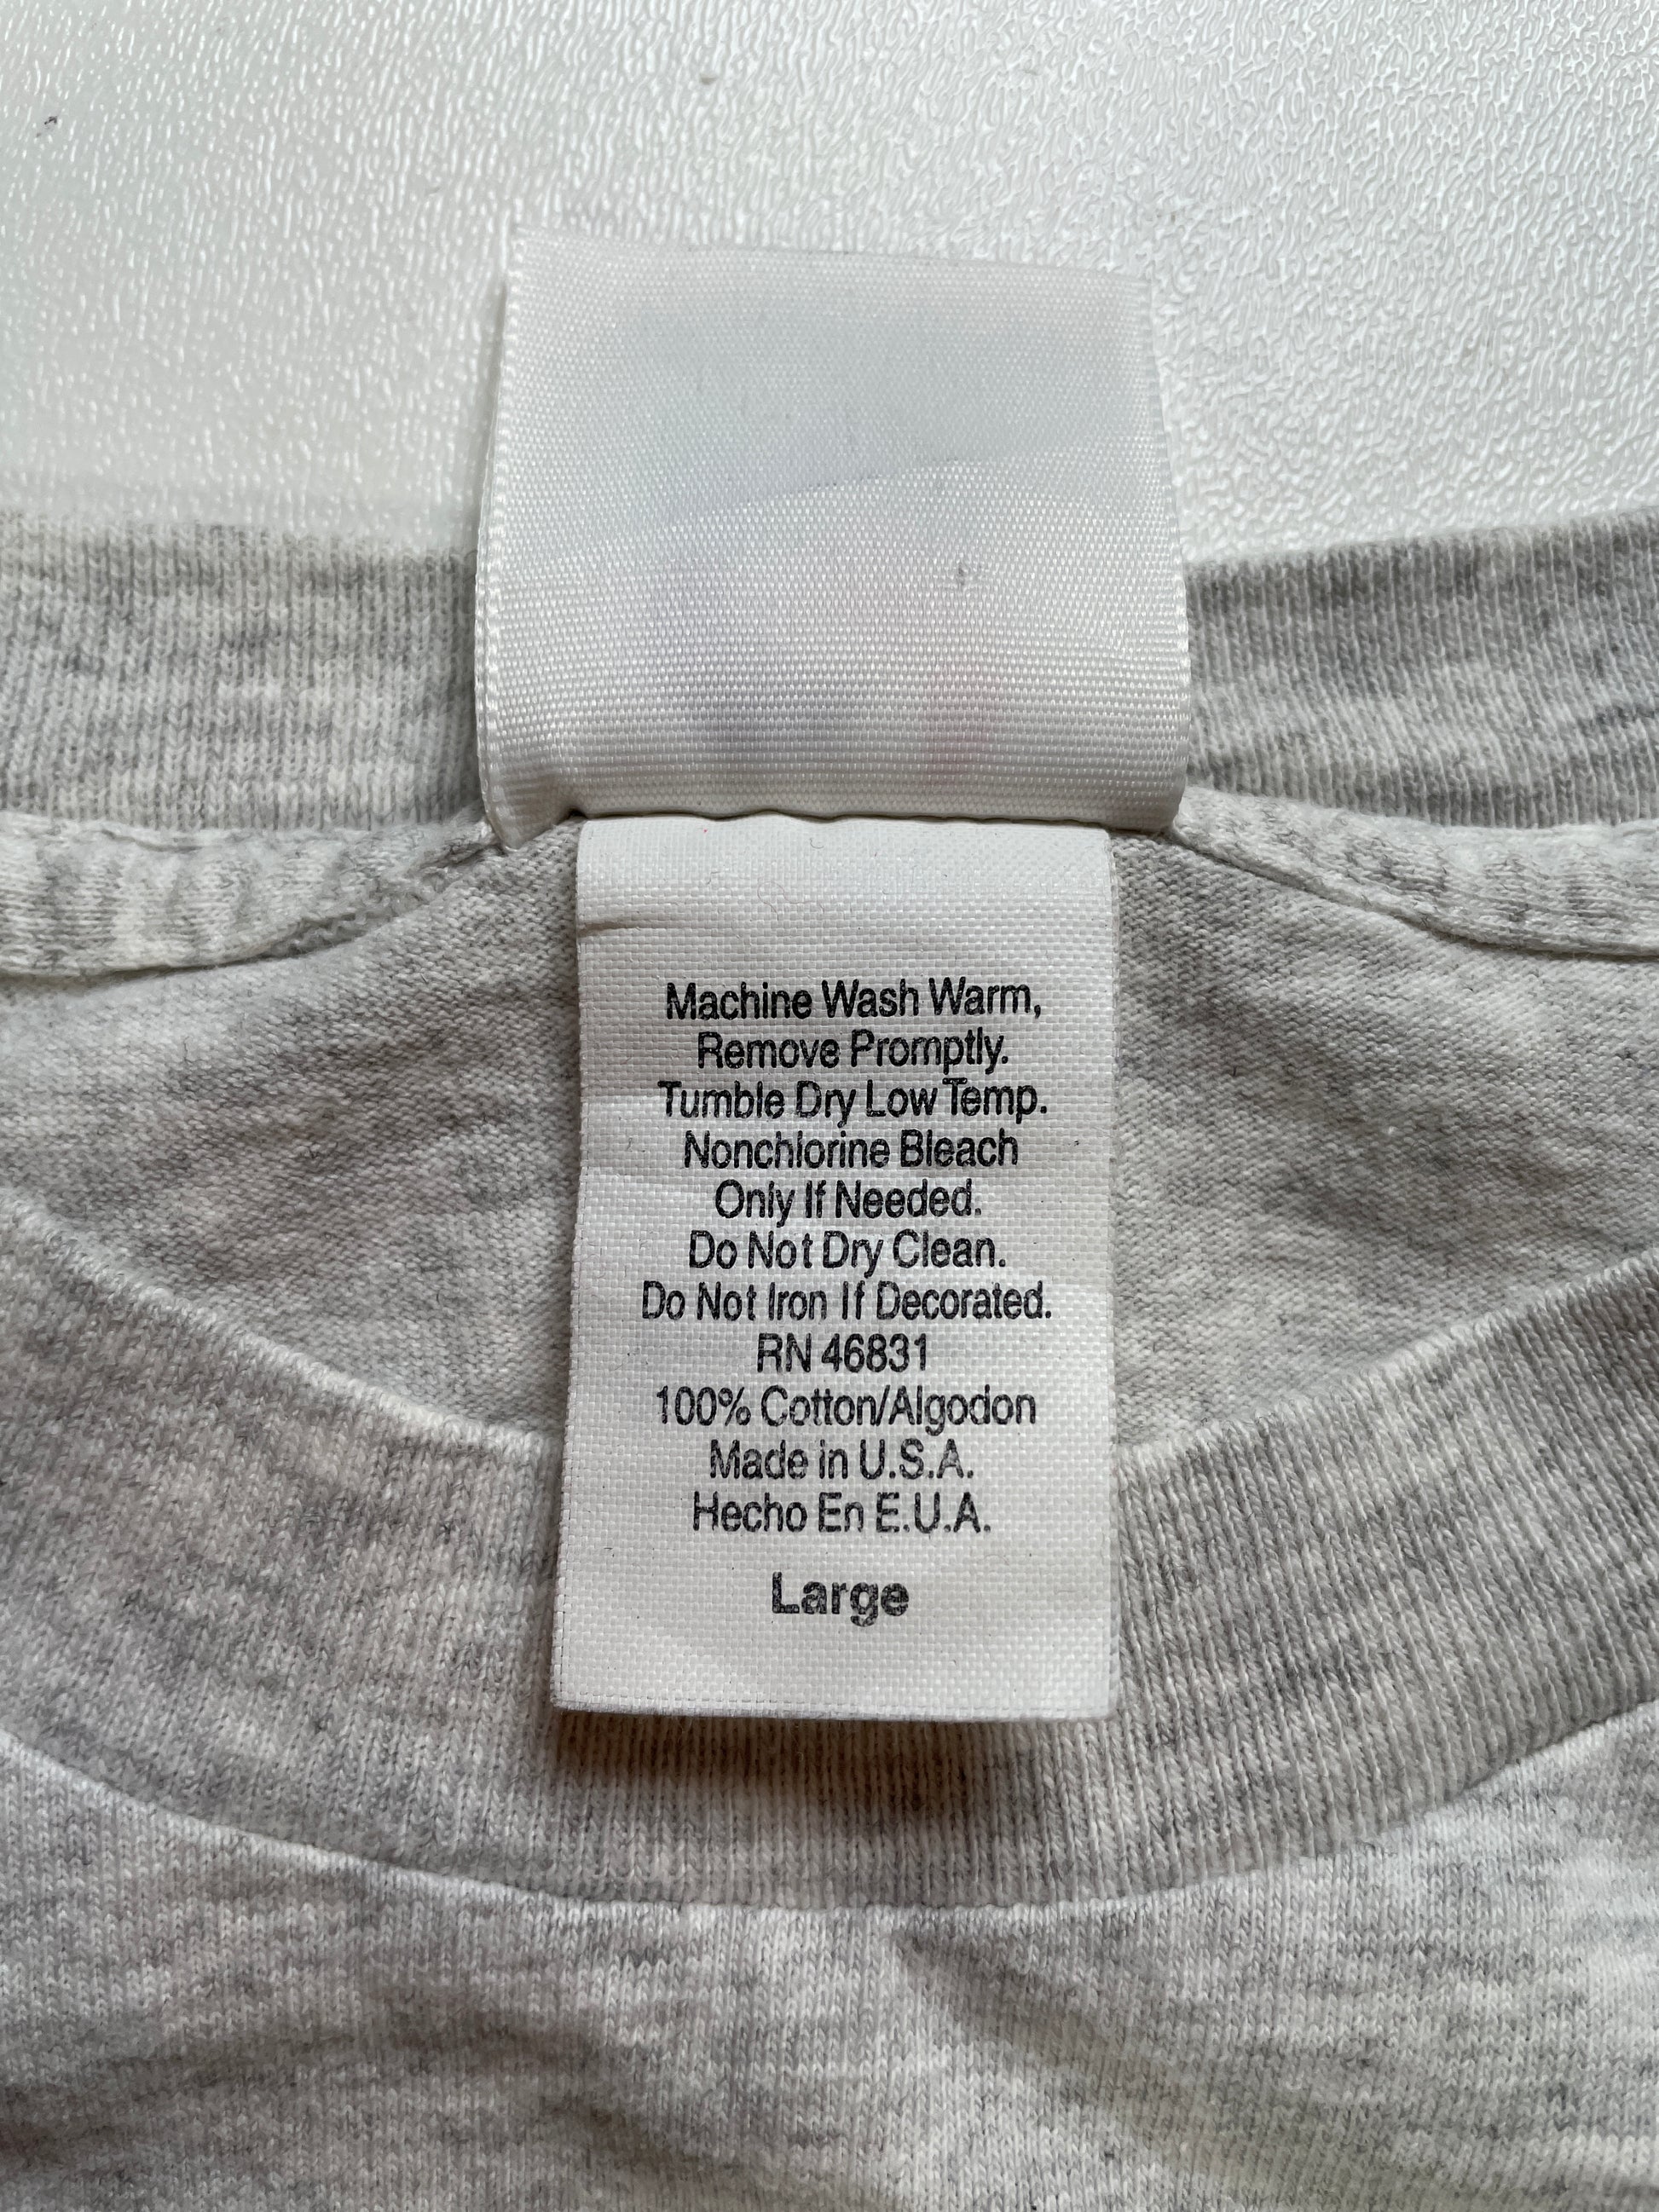 Machine Wash Warm,
Remove Promptly.
Tumble Dry Low Temp.
Nonchlorine Bleach
Only If Needed.
Do Not Dry Clean.
Do Not Iron If Decorated.
RN 46831
100% Cotton/Algodon
Made in U.S.A.
Hecho En E.U.A.
Large